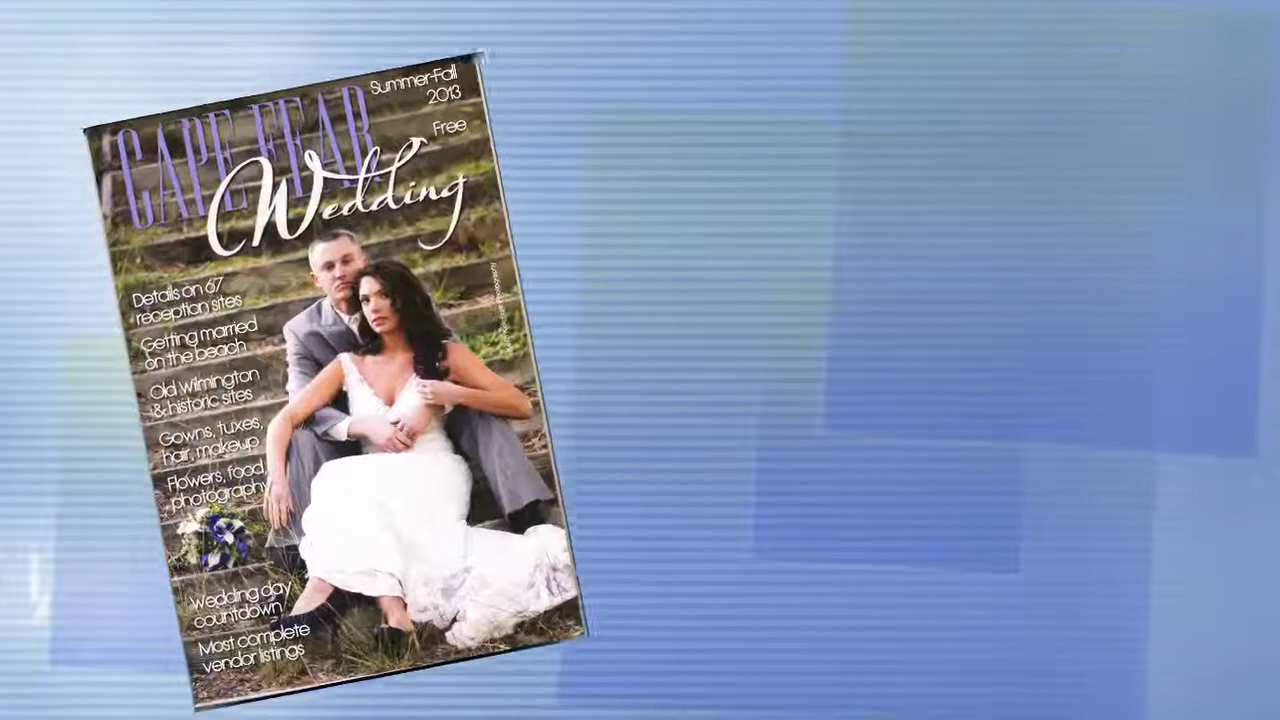 Summer-Fall
2013
Free
CAPE FEAR
Wedding
Details on 67
reception sites
Getting married
on the beach
Old Wilmington
& historic sites
Gowns, tuxes,
hair, makeup
Flowers, food,
photography
Wedding day
countdown
Most complete
vendor listings
Photography